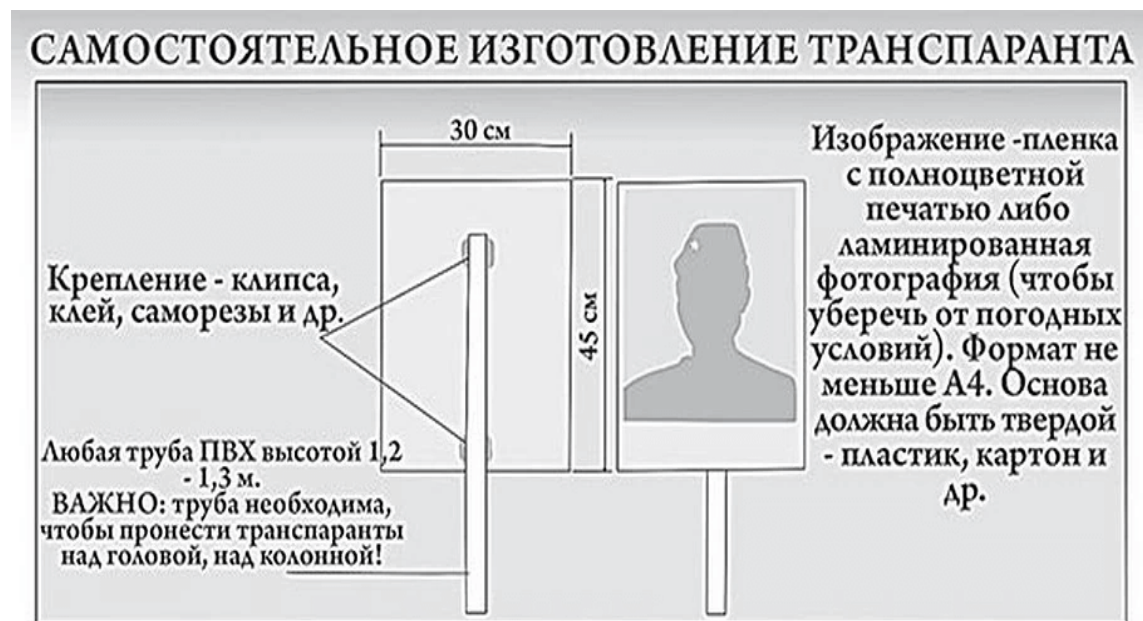 САМОСТОЯТЕЛЬНОЕ ИЗГОТОВЛЕНИЕ ТРАНСПАРАНТА
30 см
45 см
Крепление - клипса,
клей, саморезы и др.
Любая труба ПВХ высотой 1,2
- 1,3 м.
ВАЖНО: труба необходима,
чтобы пронести транспаранты
над головой, над колонной!
Изображение -пленка
с полноцветной
печатью либо
ламинированная
фотография (чтобы
уберечь от погодных
условий). Формат не
меньше А4. Основа
должна быть твердой
- пластик, картон и
др.